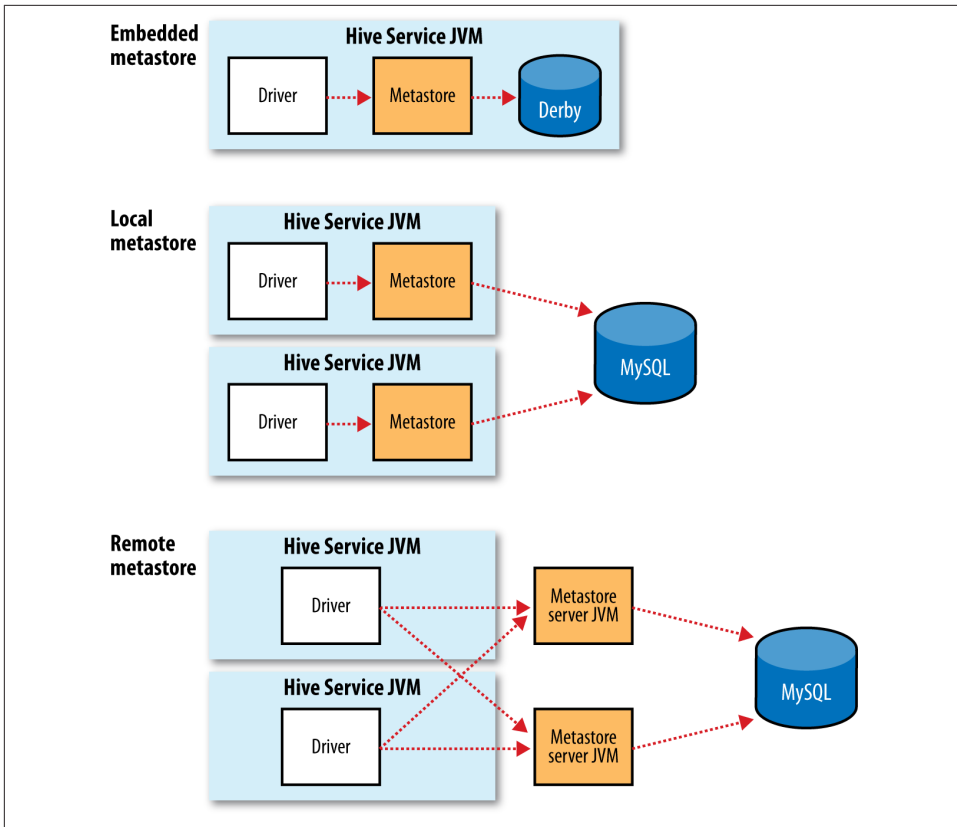 Embedded
metastore
Hive Service JVM
Driver
Metastore
Derby
Local
metastore
Hive Service JVM
Driver
Metastore
Hive Service JVM
Driver
Metastore
MySQL
Remote
metastore
Hive Service JVM
Driver
Metastore
server JVM
Hive Service JVM
Driver
Metastore
server JVM
MySQL